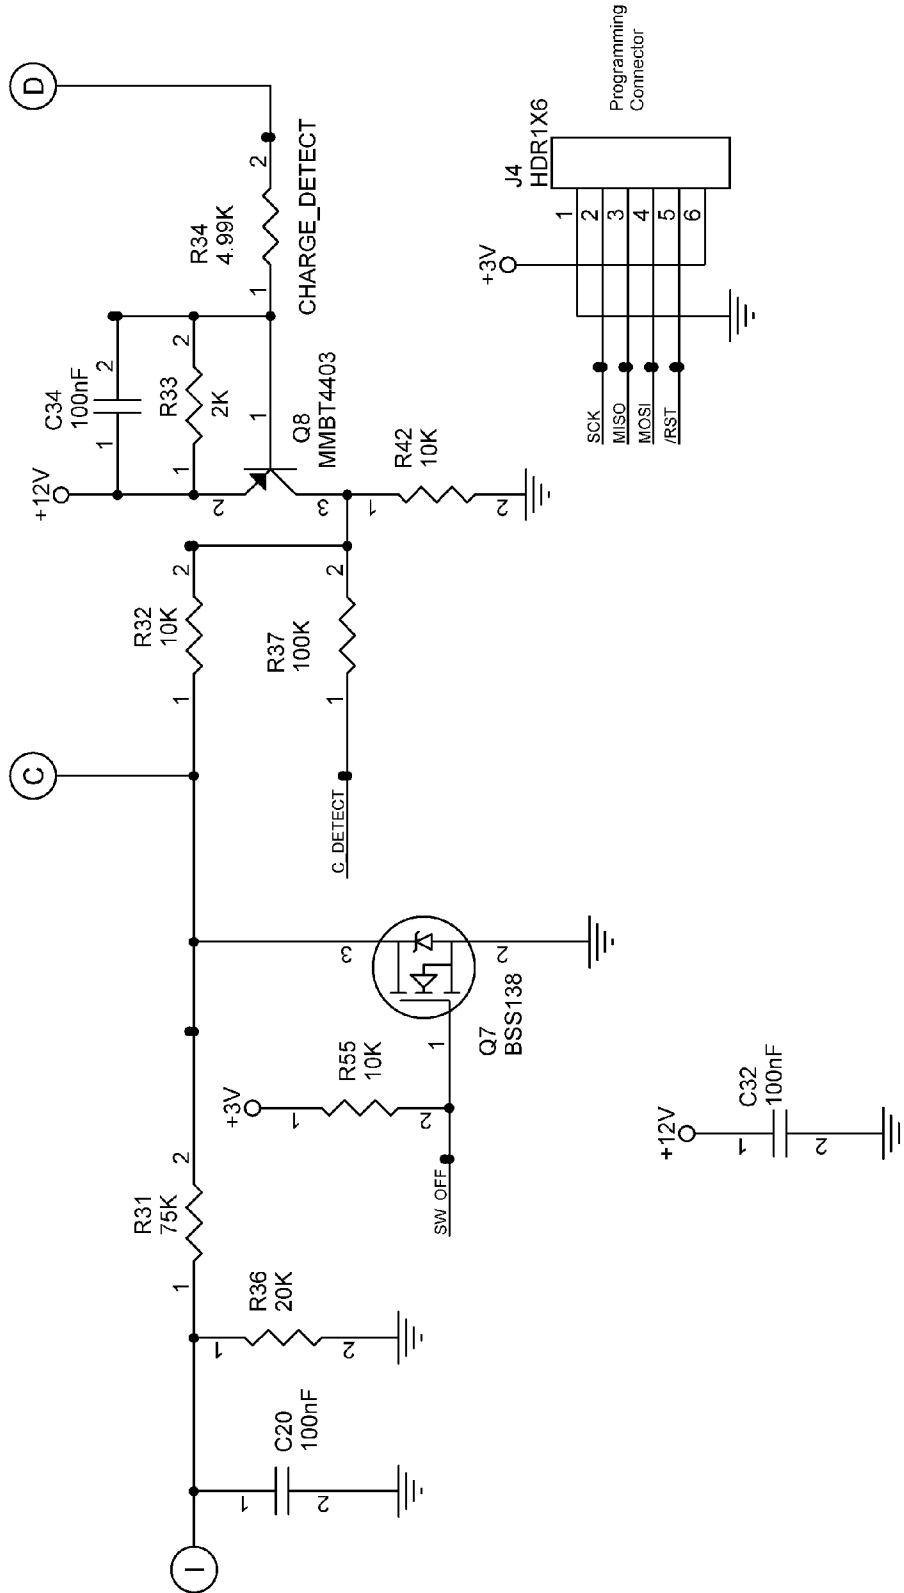 D
R34
4.99K
1
2
CHARGE_DETECT
C34
100nF
1
2
R33
2K
1
2
+12V
Q8
MMBT4403
1
2
3
R42
10K
1
2
R32
10K
1
2
R37
100K
1
2
C
C_DETECT
Q7
BSS138
1
2
3
R55
10K
1
2
+3V
SW_OFF
R31
75K
1
2
R36
20K
1
2
C20
100nF
1
2
I
Programming
Connector
J4
HDR1X6
1
2
3
4
5
6
+3V
SCK
MISO
MOSI
/RST
+12V
C32
100nF
1
2